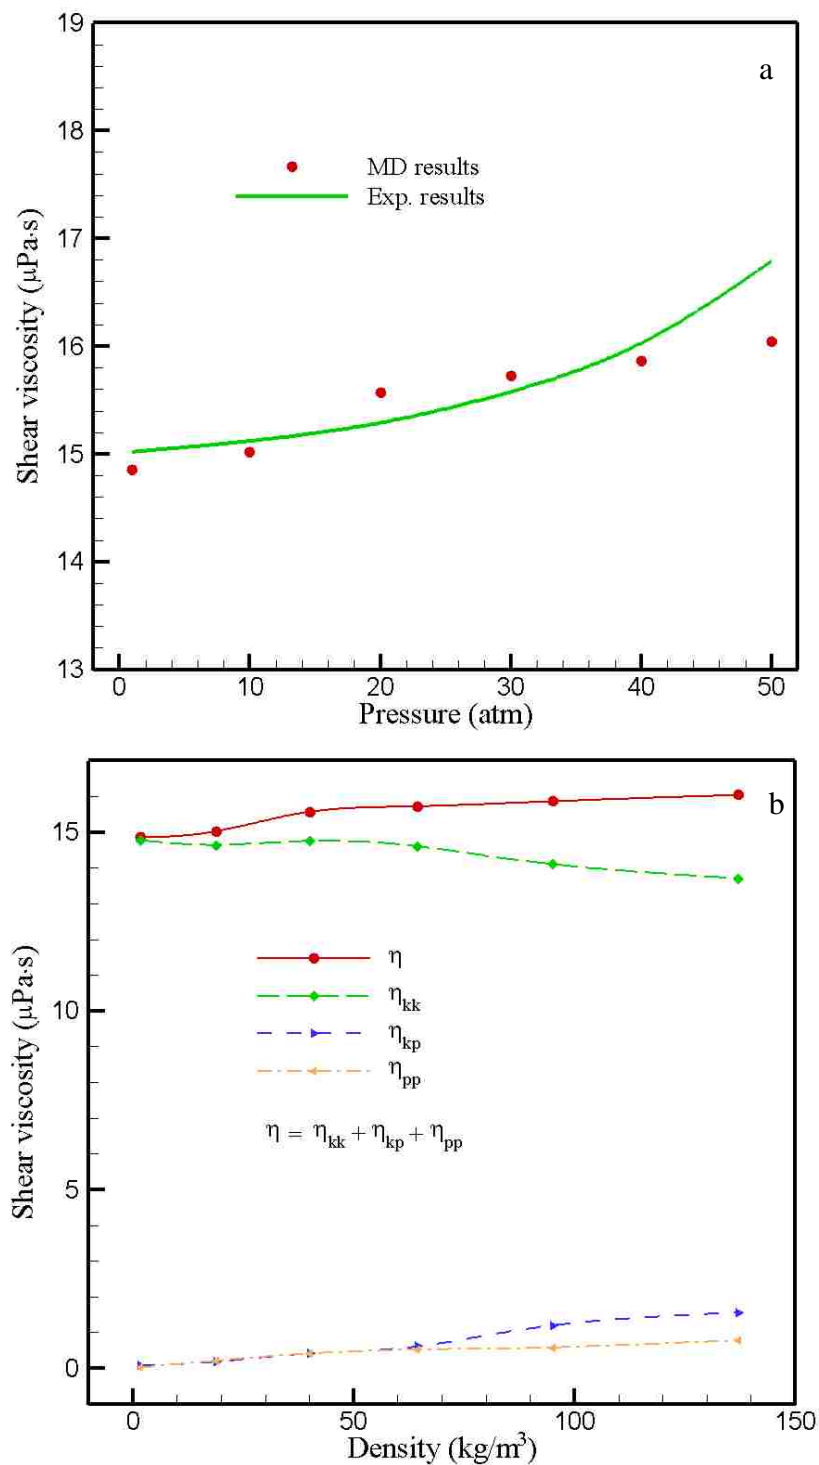 19
a
18
MD results
Exp. results
17
16
15
14
13
Shear viscosity (μPa·s)
0 10 20 30 40 50
Pressure (atm)
b
15
η
η_kk
10
η_kp
η_pp
η = η_kk + η_kp + η_pp
5
0
Shear viscosity (μPa·s)
0 50 100 150
Density (kg/m³)